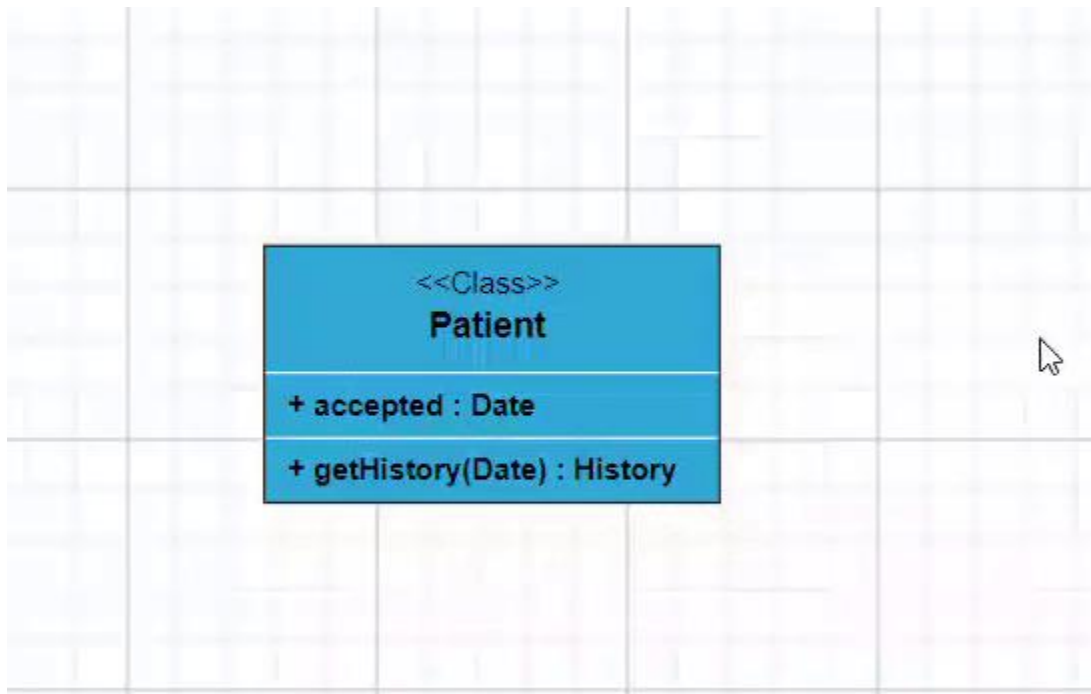 <<Class>>
Patient
+ accepted : Date
+ getHistory(Date) : History